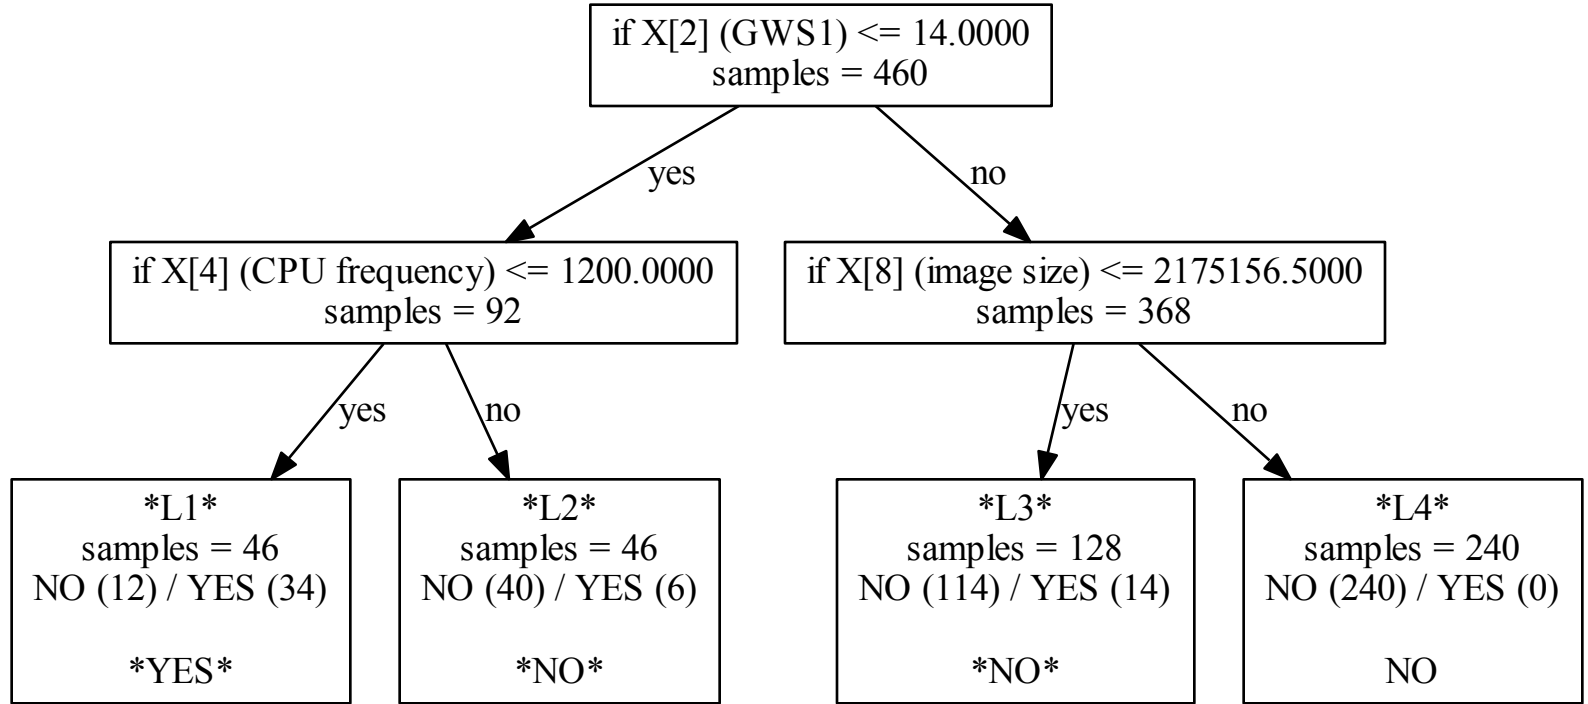 if X[2] (GWS1) <= 14.0000
samples = 460
yes
no
if X[4] (CPU frequency) <= 1200.0000
samples = 92
if X[8] (image size) <= 2175156.5000
samples = 368
yes
no
yes
no
*L1*
samples = 46
NO (12) / YES (34)
*YES*
*L2*
samples = 46
NO (40) / YES (6)
*NO*
*L3*
samples = 128
NO (114) / YES (14)
*NO*
*L4*
samples = 240
NO (240) / YES (0)
NO